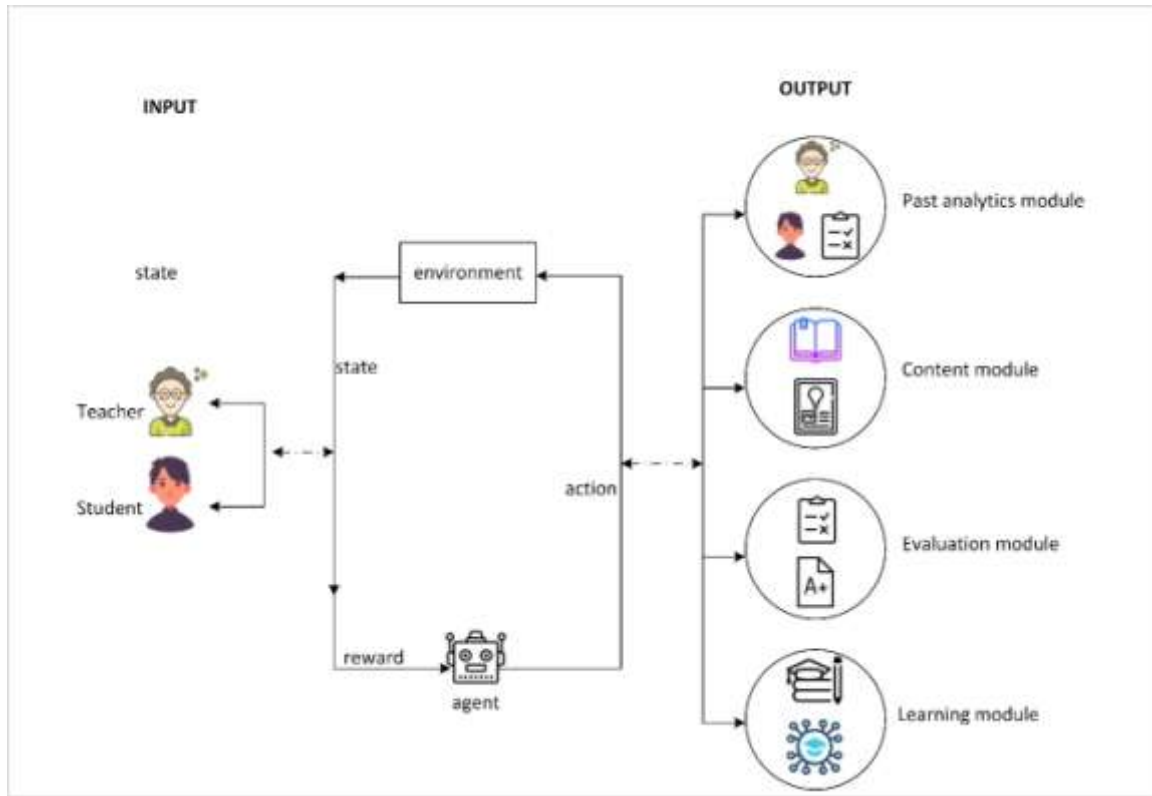 INPUT
OUTPUT
state
Teacher
Student
environment
state
action
reward
agent
Past analytics module
Content module
Evaluation module
A+
Learning module